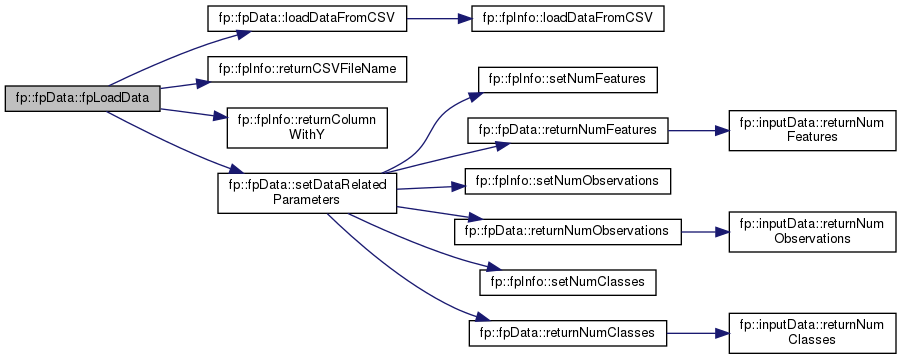 fp::fpData::loadDataFromCSV
fp::fpInfo::loadDataFromCSV
fp::fpInfo::returnCSVFileName
fp::fpData::fpLoadData
fp::fpInfo::returnColumn
WithY
fp::fpData::setDataRelated
Parameters
fp::fpInfo::setNumFeatures
fp::fpData::returnNumFeatures
fp::inputData::returnNum
Features
fp::fpInfo::setNumObservations
fp::fpData::returnNumObservations
fp::inputData::returnNum
Observations
fp::fpInfo::setNumClasses
fp::fpData::returnNumClasses
fp::inputData::returnNum
Classes